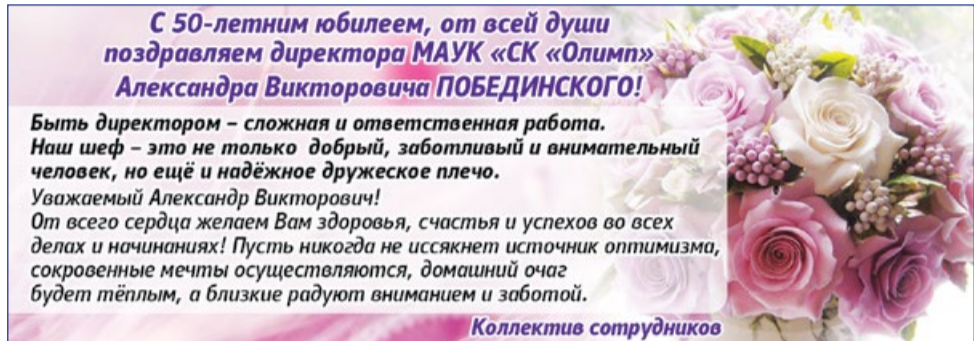 С 50-летним юбилеем, от всей души
поздравляем директора МАУК «СК «Олимп»
Александра Викторовича ПОБЕДИНСКОГО!
Быть директором – сложная и ответственная работа.
Наш шеф – это не только добрый, заботливый и внимательный
человек, но ещё и надёжное дружеское плечо.
Уважаемый Александр Викторович!
От всего сердца желаем Вам здоровья, счастья и успехов во всех
делах и начинаниях! Пусть никогда не иссякнет источник оптимизма,
сокровенные мечты осуществляются, домашний очаг
будет тёплым, а близкие радуют вниманием и заботой.
Коллектив сотрудников